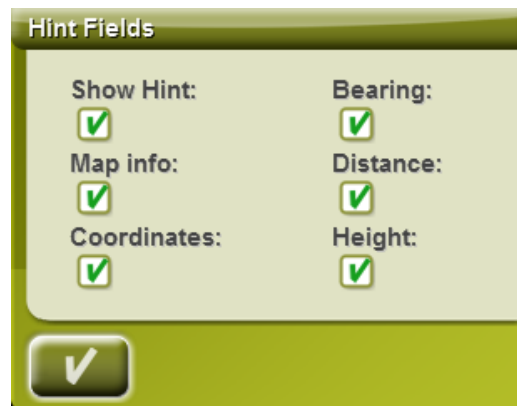 Hint Fields
Show Hint:
Bearing:
Map info:
Distance:
Coordinates:
Height: